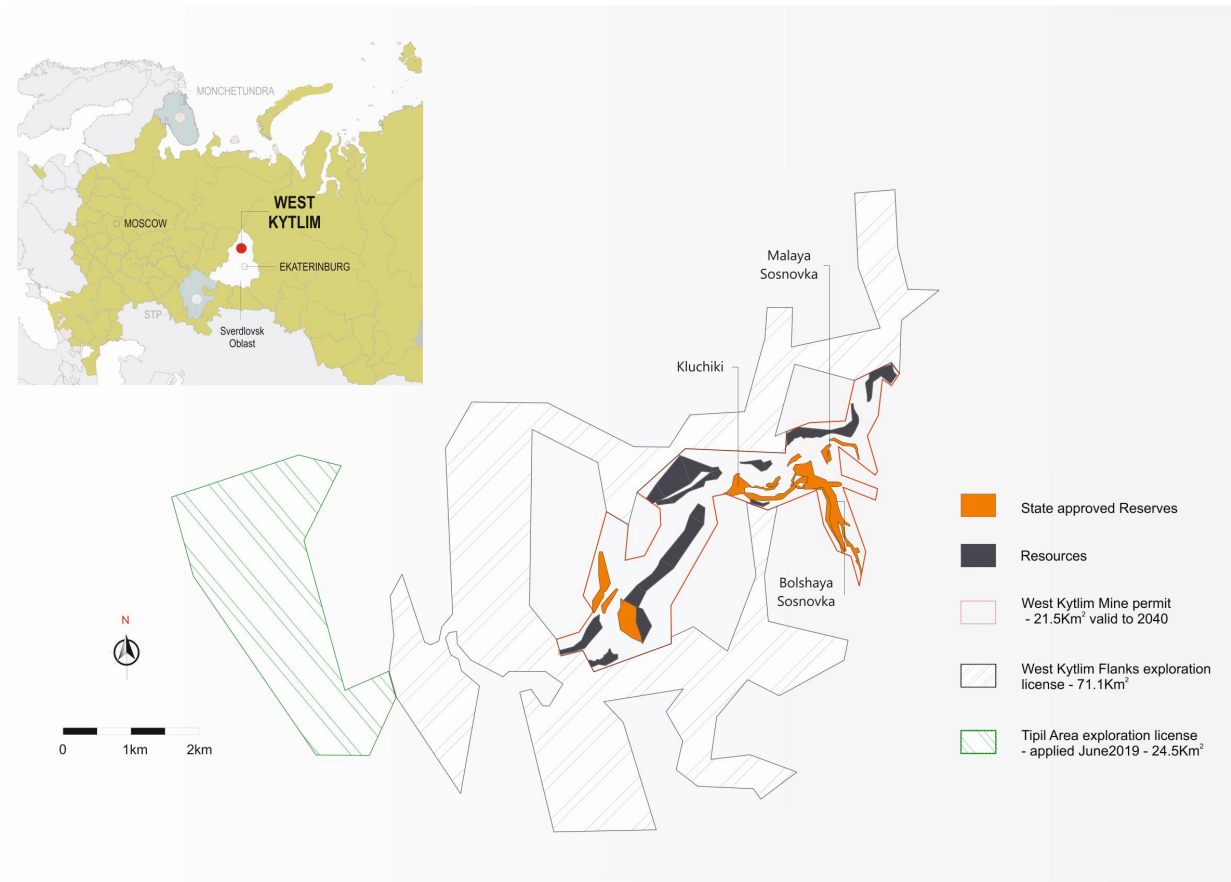 MONCHETUNDRA
WEST
KYTLIM
MOSCOW
EKATERINBURG
STP
Sverdlovsk
Oblast
Malaya
Sosnovka
Kluchiki
Bolshaya
Sosnovka
N
0 1km 2km
State approved Reserves
Resources
West Kytlim Mine permit
- 21.5Km² valid to 2040
West Kytlim Flanks exploration
license - 71.1Km²
Tipil Area exploration license
- applied June2019 - 24.5Km²